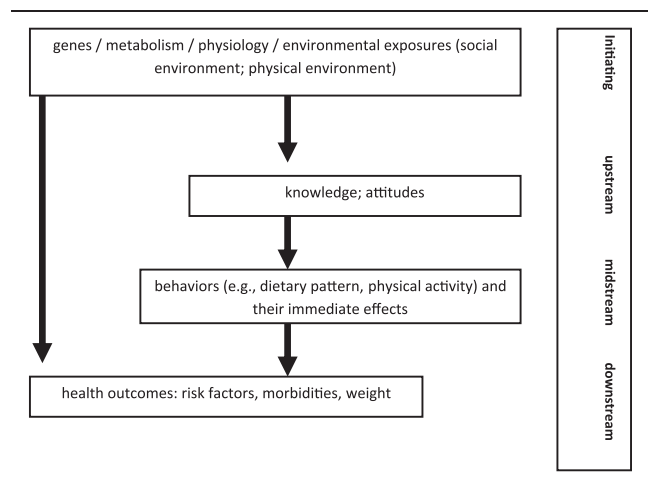 genes / metabolism / physiology / environmental exposures (social
environment; physical environment)
Initiating
knowledge; attitudes
upstream
behaviors (e.g., dietary pattern, physical activity) and
their immediate effects
midstream
health outcomes: risk factors, morbidities, weight
downstream